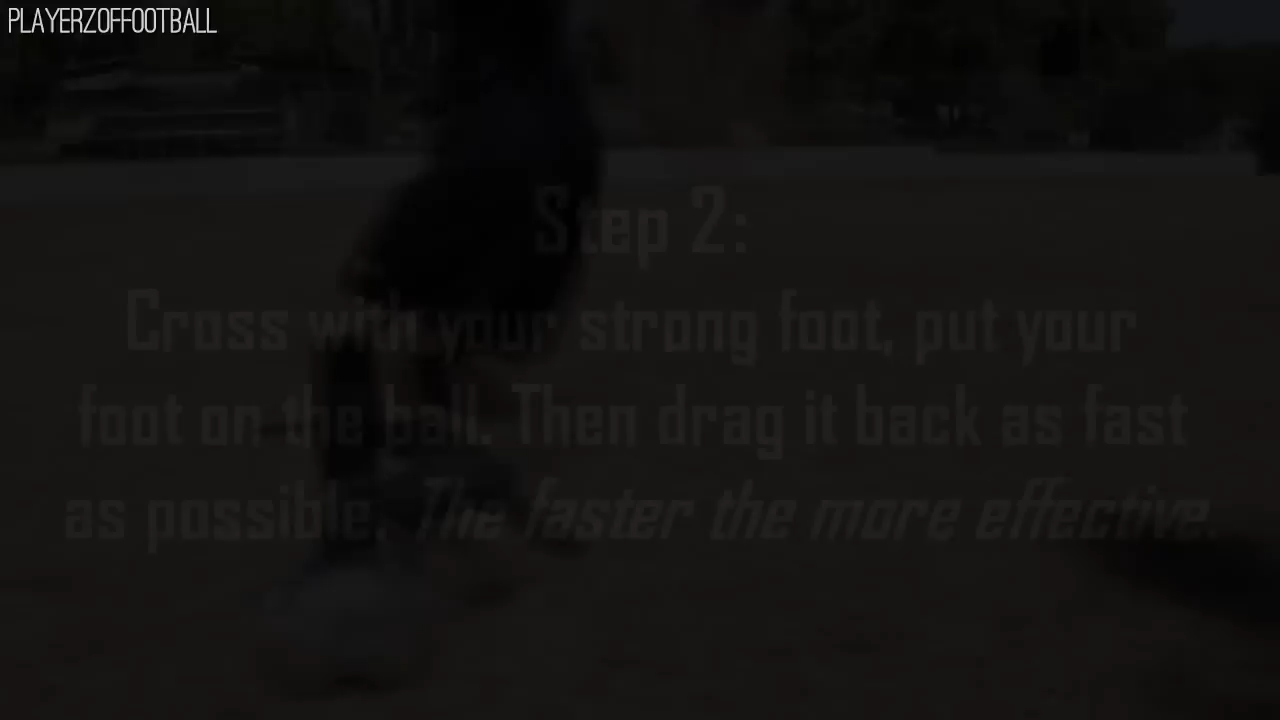 PLAYERZOFFOOTBALL
Step 2:
Cross with your strong foot, put your
foot on the ball. Then drag it back as fast
as possible. The faster the more effective.